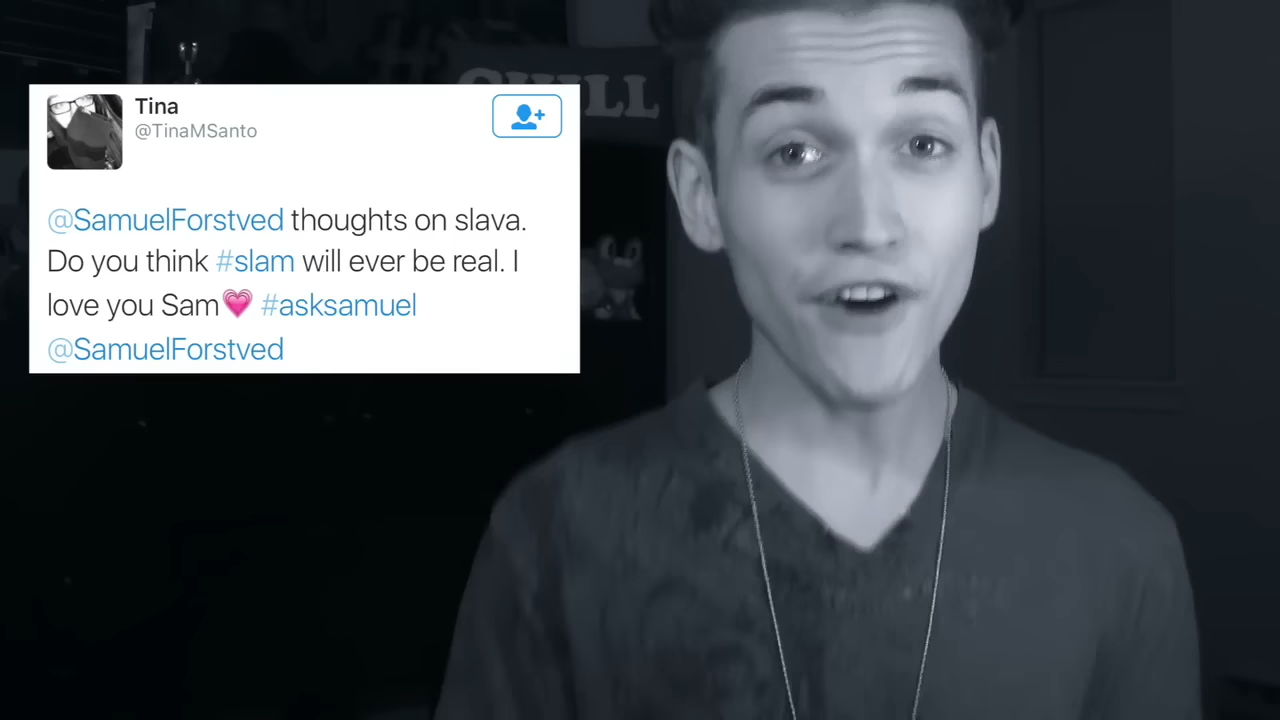 CHILL
Tina
@TinaMSanto
@SamuelForstved thoughts on slava.
Do you think #slam will ever be real. I
love you Sam💗 #asksamuel
@SamuelForstved